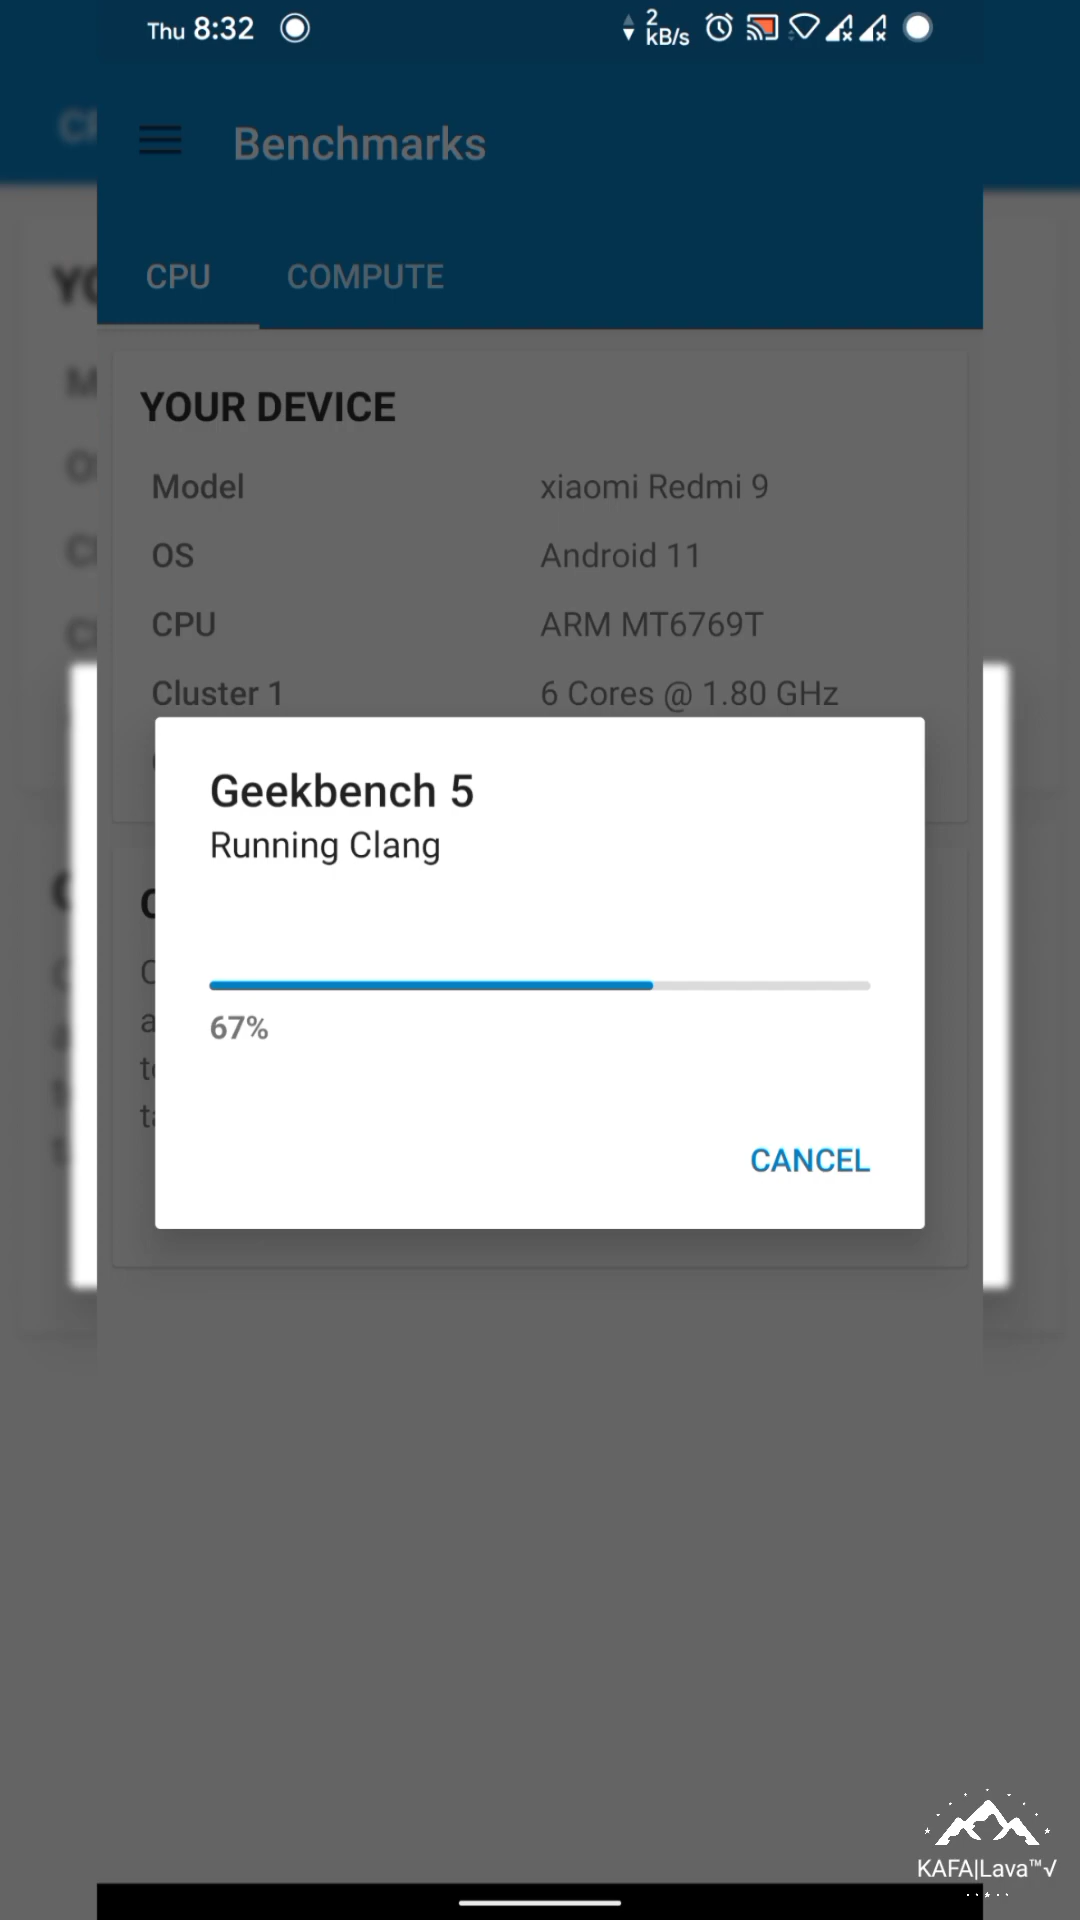 Thu 8:32
2
kB/s
Benchmarks
CPU COMPUTE
YOUR DEVICE
Model xiaomi Redmi 9
OS Android 11
CPU ARM MT6769T
Cluster 1 6 Cores @ 1.80 GHz
Geekbench 5
Running Clang
67%
CANCEL
KAFA|Lava™√